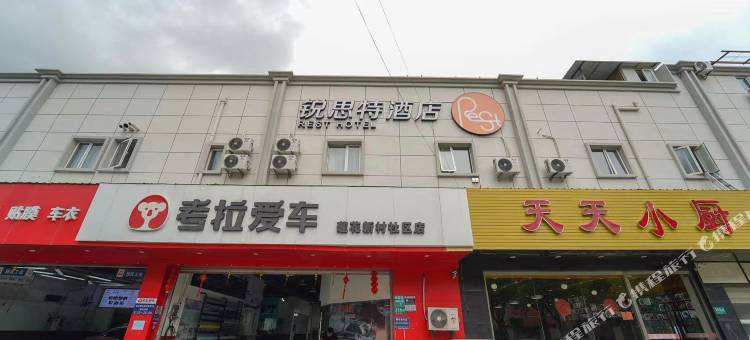 锐思特酒店
REST HOTEL
Rest
贴膜 车衣
考拉爱车
莲花新村社区店
天天小厨
携程旅行